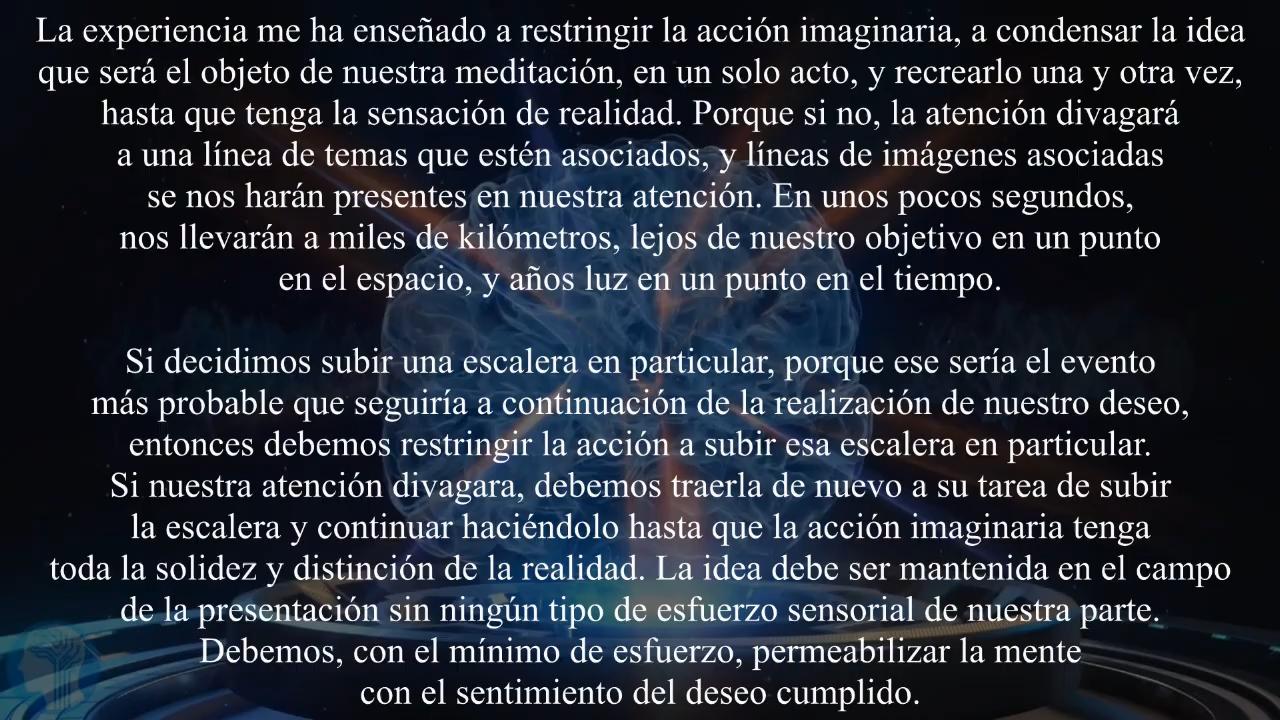 La experiencia me ha enseñado a restringir la acción imaginaria, a condensar la idea
que será el objeto de nuestra meditación, en un solo acto, y recrearlo una y otra vez,
hasta que tenga la sensación de realidad. Porque si no, la atención divagará
a una línea de temas que estén asociados, y líneas de imágenes asociadas
se nos harán presentes en nuestra atención. En unos pocos segundos,
nos llevarán a miles de kilómetros, lejos de nuestro objetivo en un punto
en el espacio, y años luz en un punto en el tiempo.
Si decidimos subir una escalera en particular, porque ese sería el evento
más probable que seguiría a continuación de la realización de nuestro deseo,
entonces debemos restringir la acción a subir esa escalera en particular.
Si nuestra atención divagara, debemos traerla de nuevo a su tarea de subir
la escalera y continuar haciéndolo hasta que la acción imaginaria tenga
toda la solidez y distinción de la realidad. La idea debe ser mantenida en el campo
de la presentación sin ningún tipo de esfuerzo sensorial de nuestra parte.
Debemos, con el mínimo de esfuerzo, permeabilizar la mente
con el sentimiento del deseo cumplido.